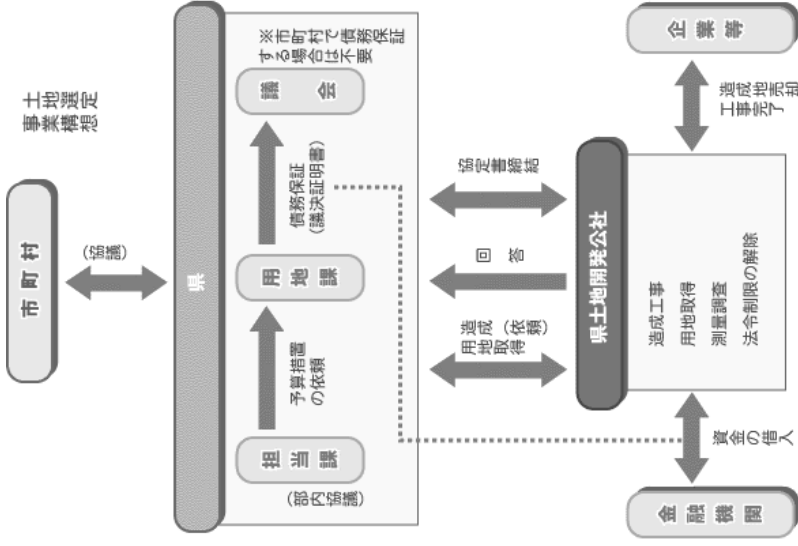 市町村
土地選定
事業構想
(協議)
県
担当課
(部内協議)
予算措置
の依頼
用地課
債務保証
(議決証明書)
議会
※市町村で債務保証
する場合は不要
造成(依頼)
用地取得
回答
協定書締結
県土地開発公社
造成工事
用地取得
測量調査
法令制限の解除
金融機関
資金の借入
企業等
造成地売却
工事完了